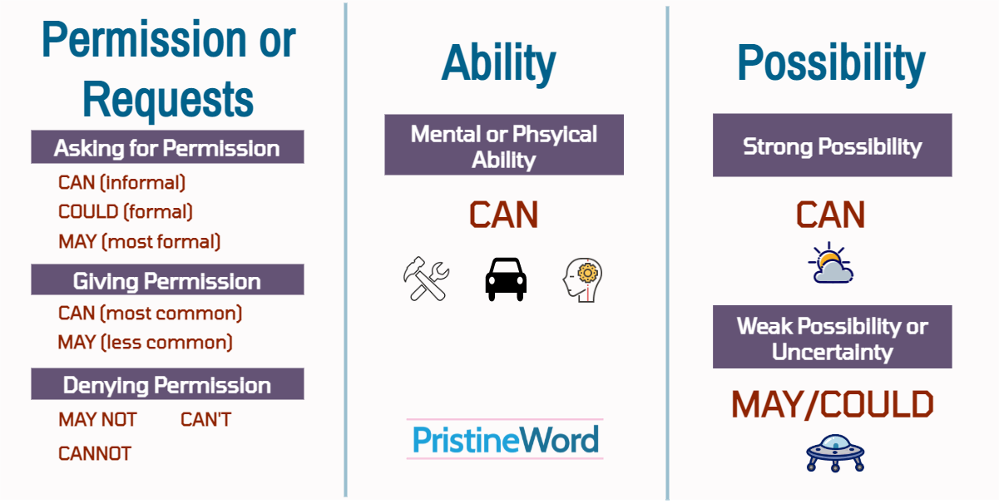 Permission or
Requests
Asking for Permission
CAN (informal)
COULD (formal)
MAY (most formal)
Giving Permission
CAN (most common)
MAY (less common)
Denying Permission
MAY NOT CAN'T
CANNOT
Ability
Mental or Phsyical
Ability
CAN
PristineWord
Possibility
Strong Possibility
CAN
Weak Possibility or
Uncertainty
MAY/COULD